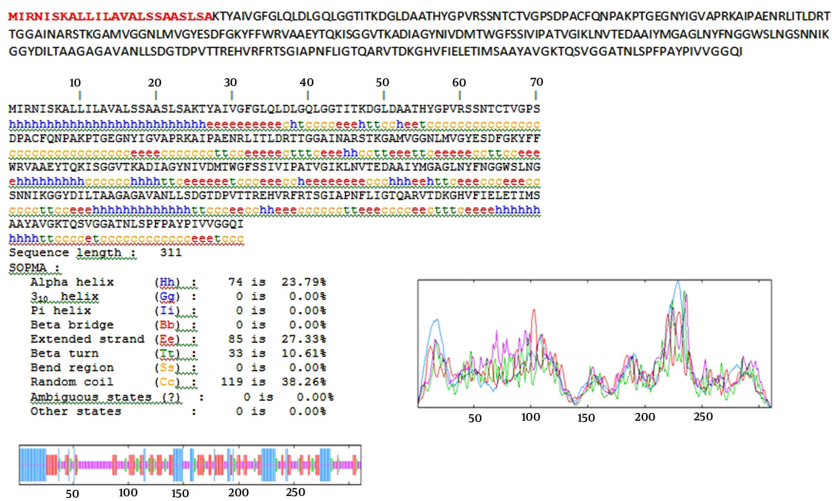 MIRNISKALLILAVALSSAASLSAKTYAIVGFGLQLDLGQLGGTITKDGLDAATHYGPVRSSNTCTVGPSDPACFQNPAKPTGEGNYIGVAPRKAIPAENRLITLDRT
TGGAINARSTKGAMVGGNLMVGYESDFGKYFFWRVAAEYTQKISGGVTKADIAGYNIVDMTWGFSSIVIPATVGIKLNVTEDAAIYMGAGLNYFNGGWSLNGSNNIK
GGYDILTAAGAGAVANLLSDGTDPVTTREHVRFRTSGIAPNFLIGTQARVTDKGHVFIELETIMSAAYAVGKTQSVGGATNLSPFPAYPIVVGGQI
10 20 30 40 50 60 70
| | | | | | |
MIRNISKALLILAVALSSAASLSAKTYAIVGFGLQLDLGQLGGTITKDGLDAATHYGPVRSSNTCTVGPS
hhhhhhhhhhhhhhhhhhhhhhhhhheeeeeeeeeechtcccceeehttccheetccccccccccccccc
DPACFQNPAKPTGEGNYIGVAPRKAIPAENRLITLDRTTGGAINARSTKGAMVGGNLMVGYESDFGKYFF
WRVAAEYTQKISGGVTKADIAGYNIVDMTWGFSSIVIPATVGIKLNVTEDAAIYMGAGLNYFNGGWSLNG
SNNIKGGYDILTAAGAGAVANLLSDGTDPVTTREHVRFRTSGIAPNFLIGTQARVTDKGHVFIELETIMS
AAYAVGKTQSVGGATNLSPFPAYPIVVGGQI
hhhhttccccetcccccccccccceeetccc
Sequence length : 311
SOPMA :
Alpha helix (Hh) : 74 is 23.79%
3₁₀ helix (Gg) : 0 is 0.00%
Pi helix (Ii) : 0 is 0.00%
Beta bridge (Bb) : 0 is 0.00%
Extended strand (Ee) : 85 is 27.33%
Beta turn (Tt) : 33 is 10.61%
Bend region (Ss) : 0 is 0.00%
Random coil (Cc) : 119 is 38.26%
Ambiguous states (?) : 0 is 0.00%
Other states : 0 is 0.00%
50 100 150 200 250
50 100 150 200 250